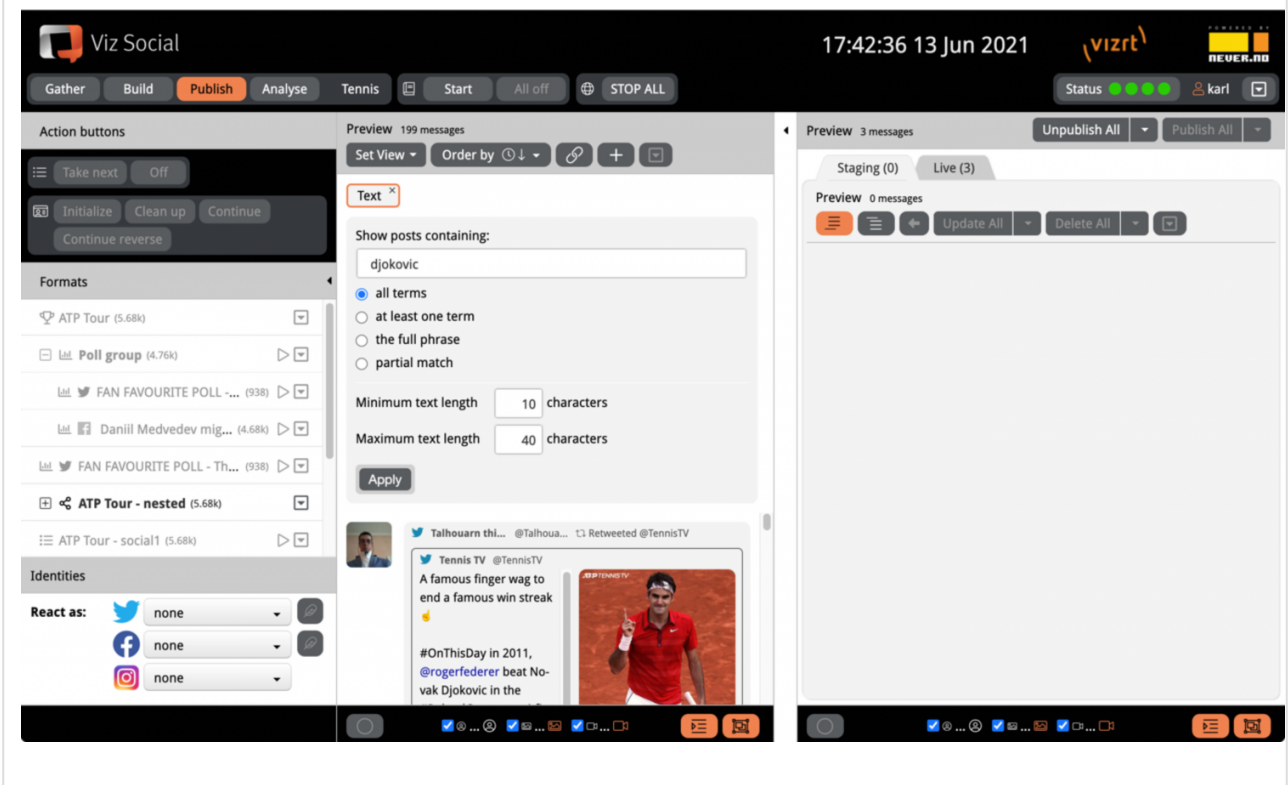 Viz Social
17:42:36 13 Jun 2021
vizrt
POWERED BY
NEVER.NO
Gather Build Publish Analyse Tennis Start All off STOP ALL
Status karl
Action buttons
Take next Off
Initialize Clean up Continue
Continue reverse
Formats
ATP Tour (5.68k)
Poll group (4.76k)
FAN FAVOURITE POLL -... (938)
Daniil Medvedev mig... (4.68k)
FAN FAVOURITE POLL - Th... (938)
ATP Tour - nested (5.68k)
ATP Tour - social1 (5.68k)
Identities
React as: none
none
none
Preview 199 messages
Set View Order by
Text ×
Show posts containing:
djokovic
all terms
at least one term
the full phrase
partial match
Minimum text length 10 characters
Maximum text length 40 characters
Apply
Talhouarn thi... @Talhoua... Retweeted @TennisTV
Tennis TV @TennisTV
A famous finger wag to
end a famous win streak
☝
#OnThisDay in 2011,
@rogerfederer beat No-
vak Djokovic in the
ATP TENNISTV
... ... ...
Preview 3 messages
Unpublish All Publish All
Staging (0) Live (3)
Preview 0 messages
Update All Delete All
... ... ...